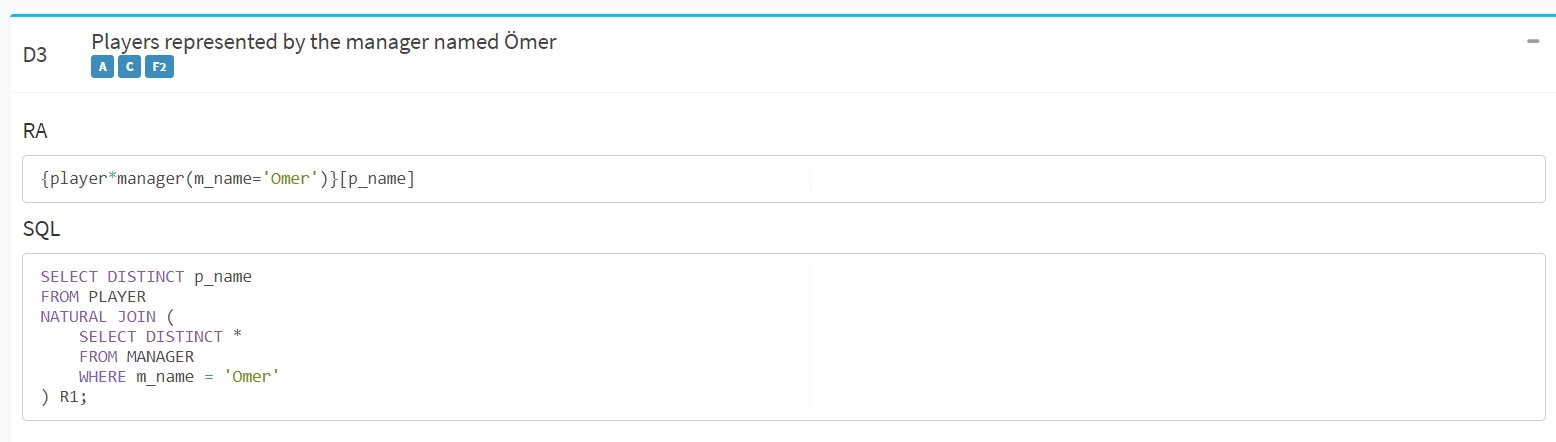 D3
Players represented by the manager named Ömer
A C F2
RA
{player*manager(m_name='Omer')}[p_name]
SQL
SELECT DISTINCT p_name
FROM PLAYER
NATURAL JOIN (
    SELECT DISTINCT *
    FROM MANAGER
    WHERE m_name = 'Omer'
) R1;